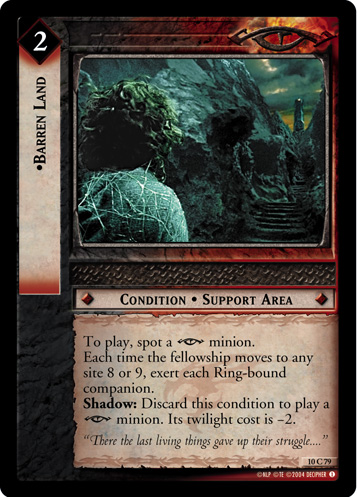 2
•BARREN LAND
CONDITION • SUPPORT AREA
To play, spot a minion.
Each time the fellowship moves to any
site 8 or 9, exert each Ring-bound
companion.
Shadow: Discard this condition to play a
minion. Its twilight cost is –2.
"There the last living things gave up their struggle...."
10 C 79
©NLP ™TE ©2004 DECIPHER